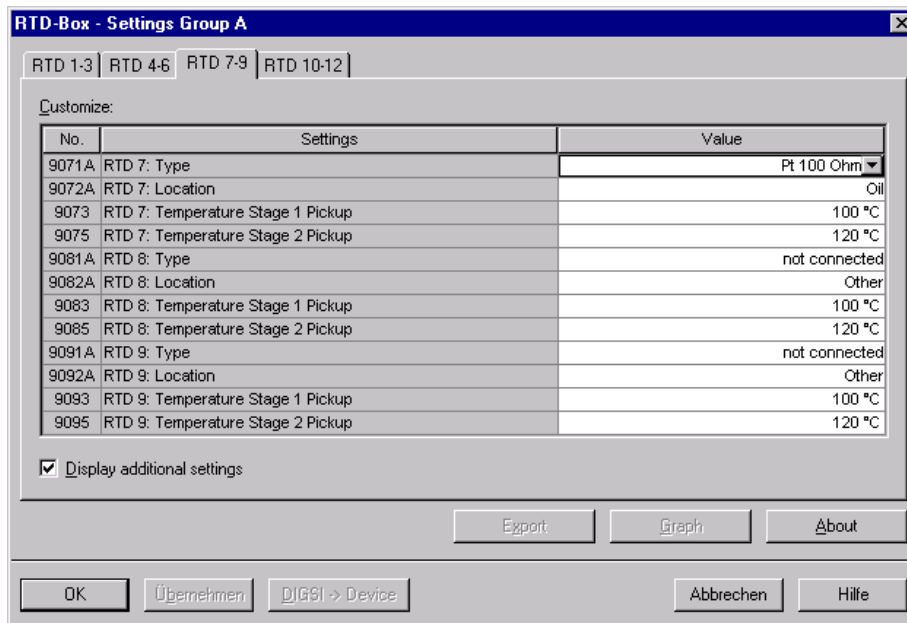 RTD-Box - Settings Group A
RTD 1-3 RTD 4-6 RTD 7-9 RTD 10-12
Customize:
No. Settings Value
9071A RTD 7: Type Pt 100 Ohm
9072A RTD 7: Location Oil
9073 RTD 7: Temperature Stage 1 Pickup 100 °C
9075 RTD 7: Temperature Stage 2 Pickup 120 °C
9081A RTD 8: Type not connected
9082A RTD 8: Location Other
9083 RTD 8: Temperature Stage 1 Pickup 100 °C
9085 RTD 8: Temperature Stage 2 Pickup 120 °C
9091A RTD 9: Type not connected
9092A RTD 9: Location Other
9093 RTD 9: Temperature Stage 1 Pickup 100 °C
9095 RTD 9: Temperature Stage 2 Pickup 120 °C
Display additional settings
Export Graph About
OK Übernehmen DIGSI -> Device Abbrechen Hilfe